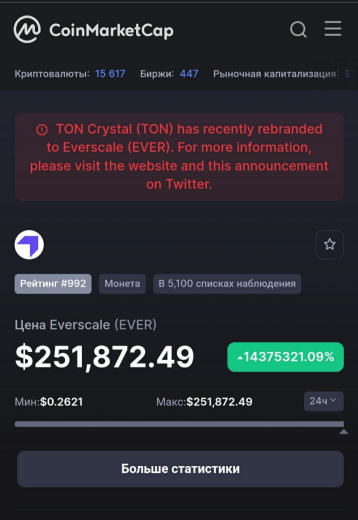 CoinMarketCap
Криптовалюты: 15 617 Биржи: 447 Рыночная капитализация:
TON Crystal (TON) has recently rebranded
to Everscale (EVER). For more information,
please visit the website and this announcement
on Twitter.
Рейтинг #992 Монета В 5,100 списках наблюдения
Цена Everscale (EVER)
$251,872.49 14375321.09%
Мин:$0.2621 Макс:$251,872.49 24ч
Больше статистики